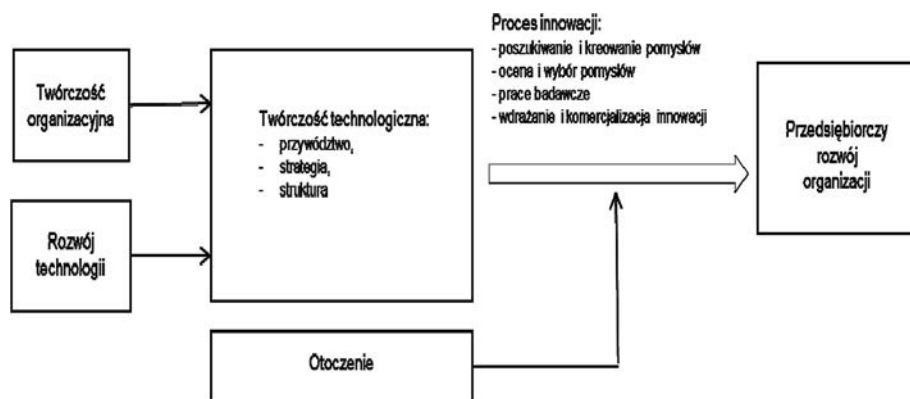 Twórczość
organizacyjna
Rozwój
technologii
Twórczość technologiczna:
- przywództwo,
- strategia,
- struktura
Otoczenie
Proces innowacji:
- poszukiwanie i kreowanie pomysłów
- ocena i wybór pomysłów
- prace badawcze
- wdrażanie i komercjalizacja innowacji
Przedsiębiorczy
rozwój
organizacji